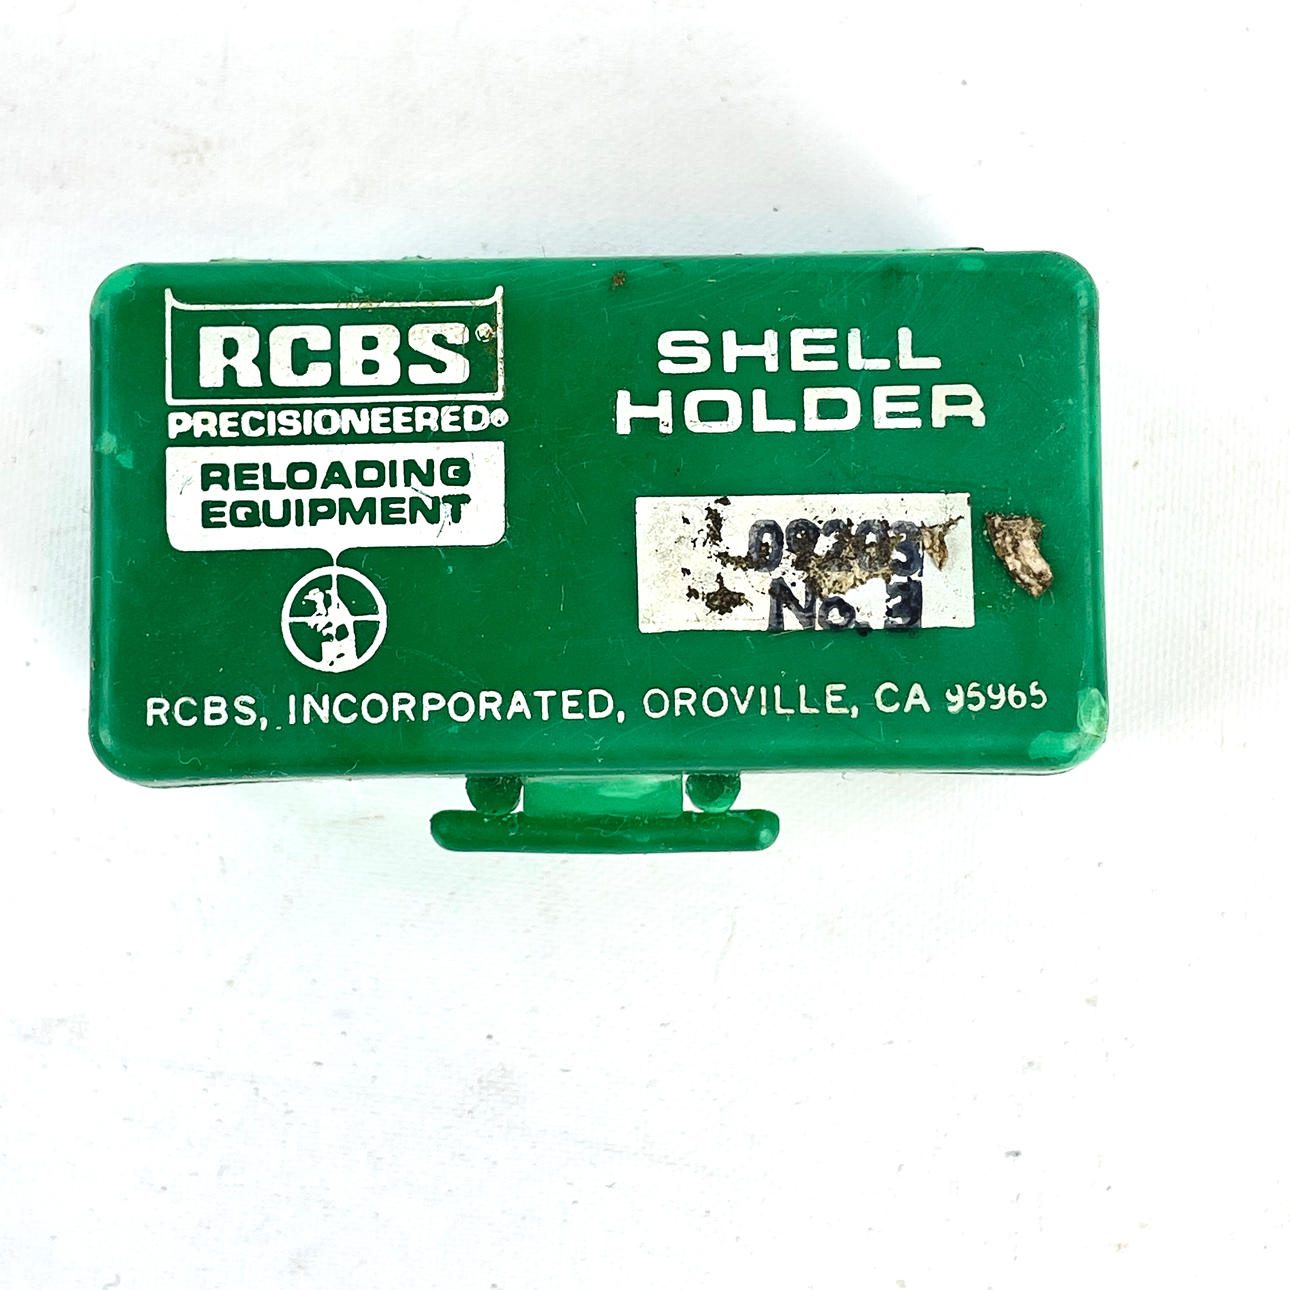 RCBS®
PRECISIONEERED®
RELOADING
EQUIPMENT
SHELL
HOLDER
09203
No. 3
RCBS, INCORPORATED, OROVILLE, CA 95965